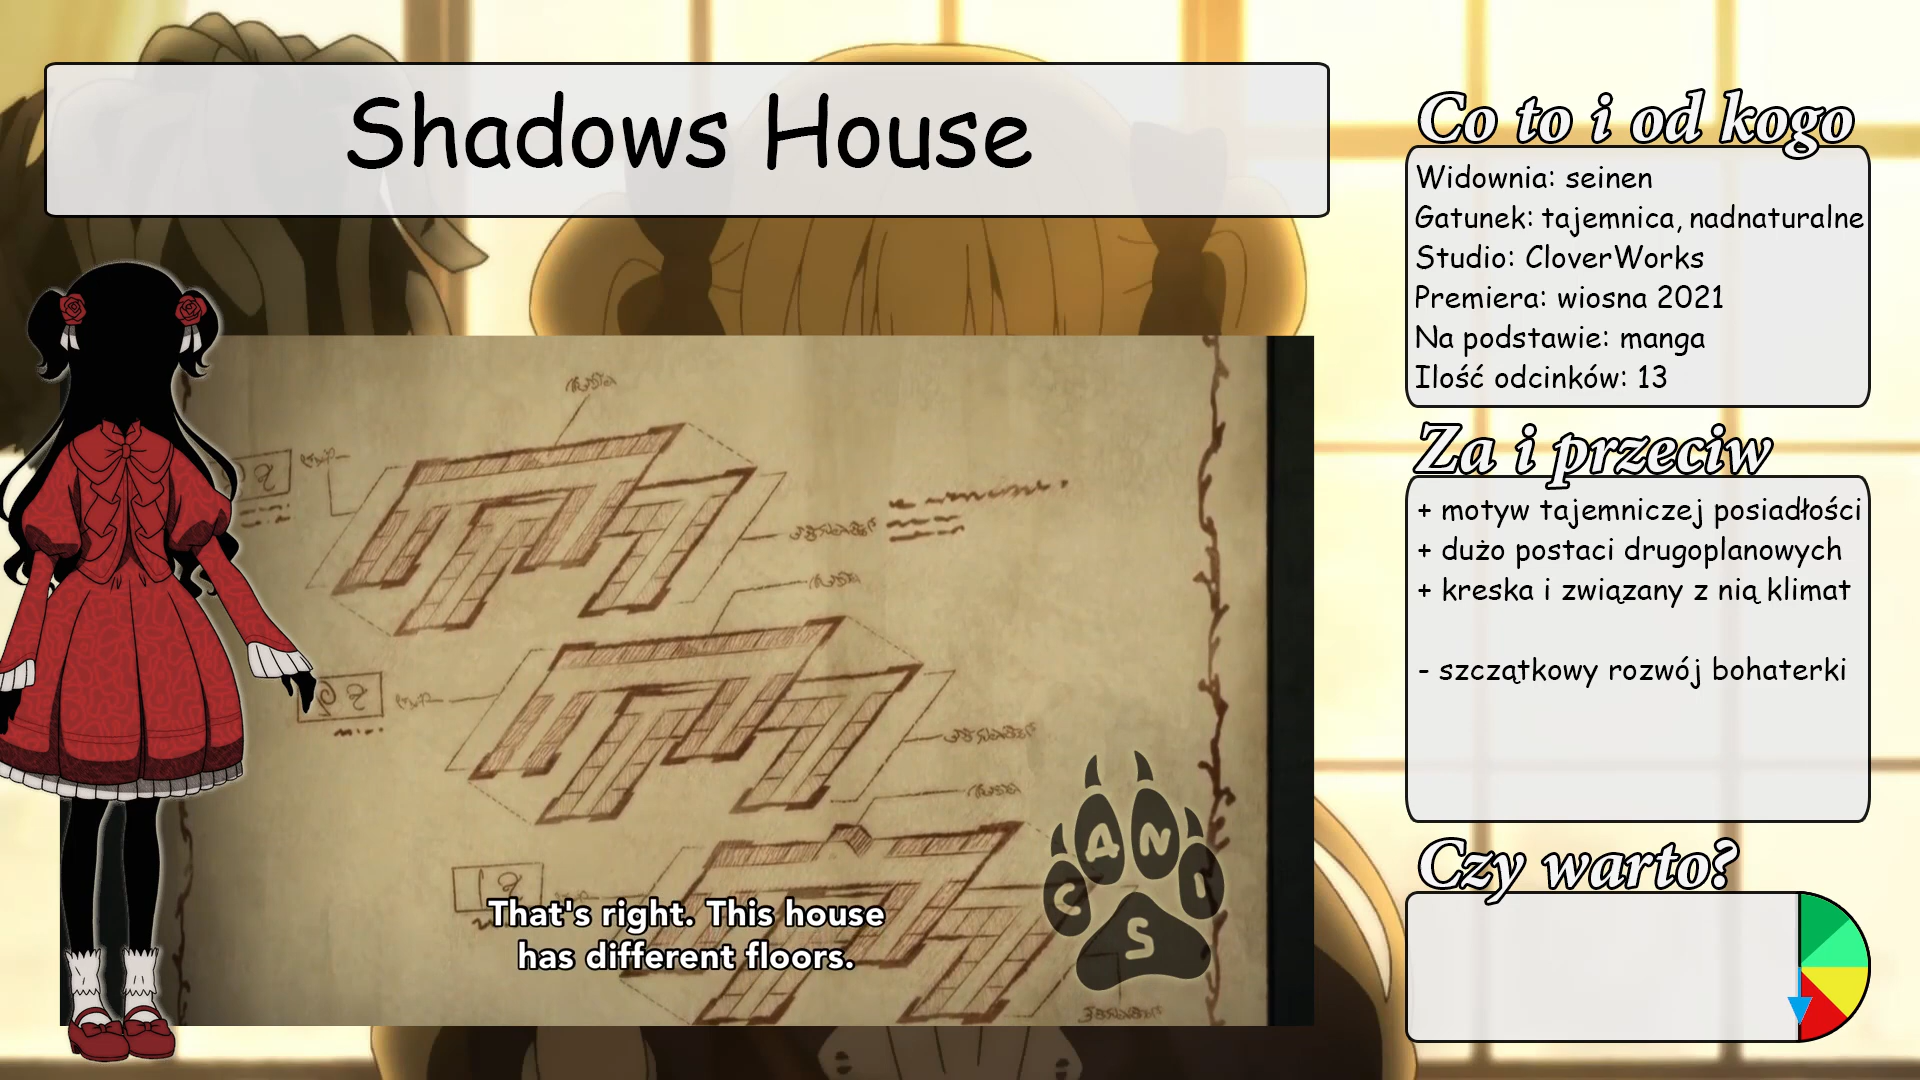 Shadows House
Co to i od kogo
Widownia: seinen
Gatunek: tajemnica, nadnaturalne
Studio: CloverWorks
Premiera: wiosna 2021
Na podstawie: manga
Ilość odcinków: 13
Za i przeciw
+ motyw tajemniczej posiadłości
+ dużo postaci drugoplanowych
+ kreska i związany z nią klimat
- szczątkowy rozwój bohaterki
Czy warto?
That's right. This house
has different floors.
CANIS